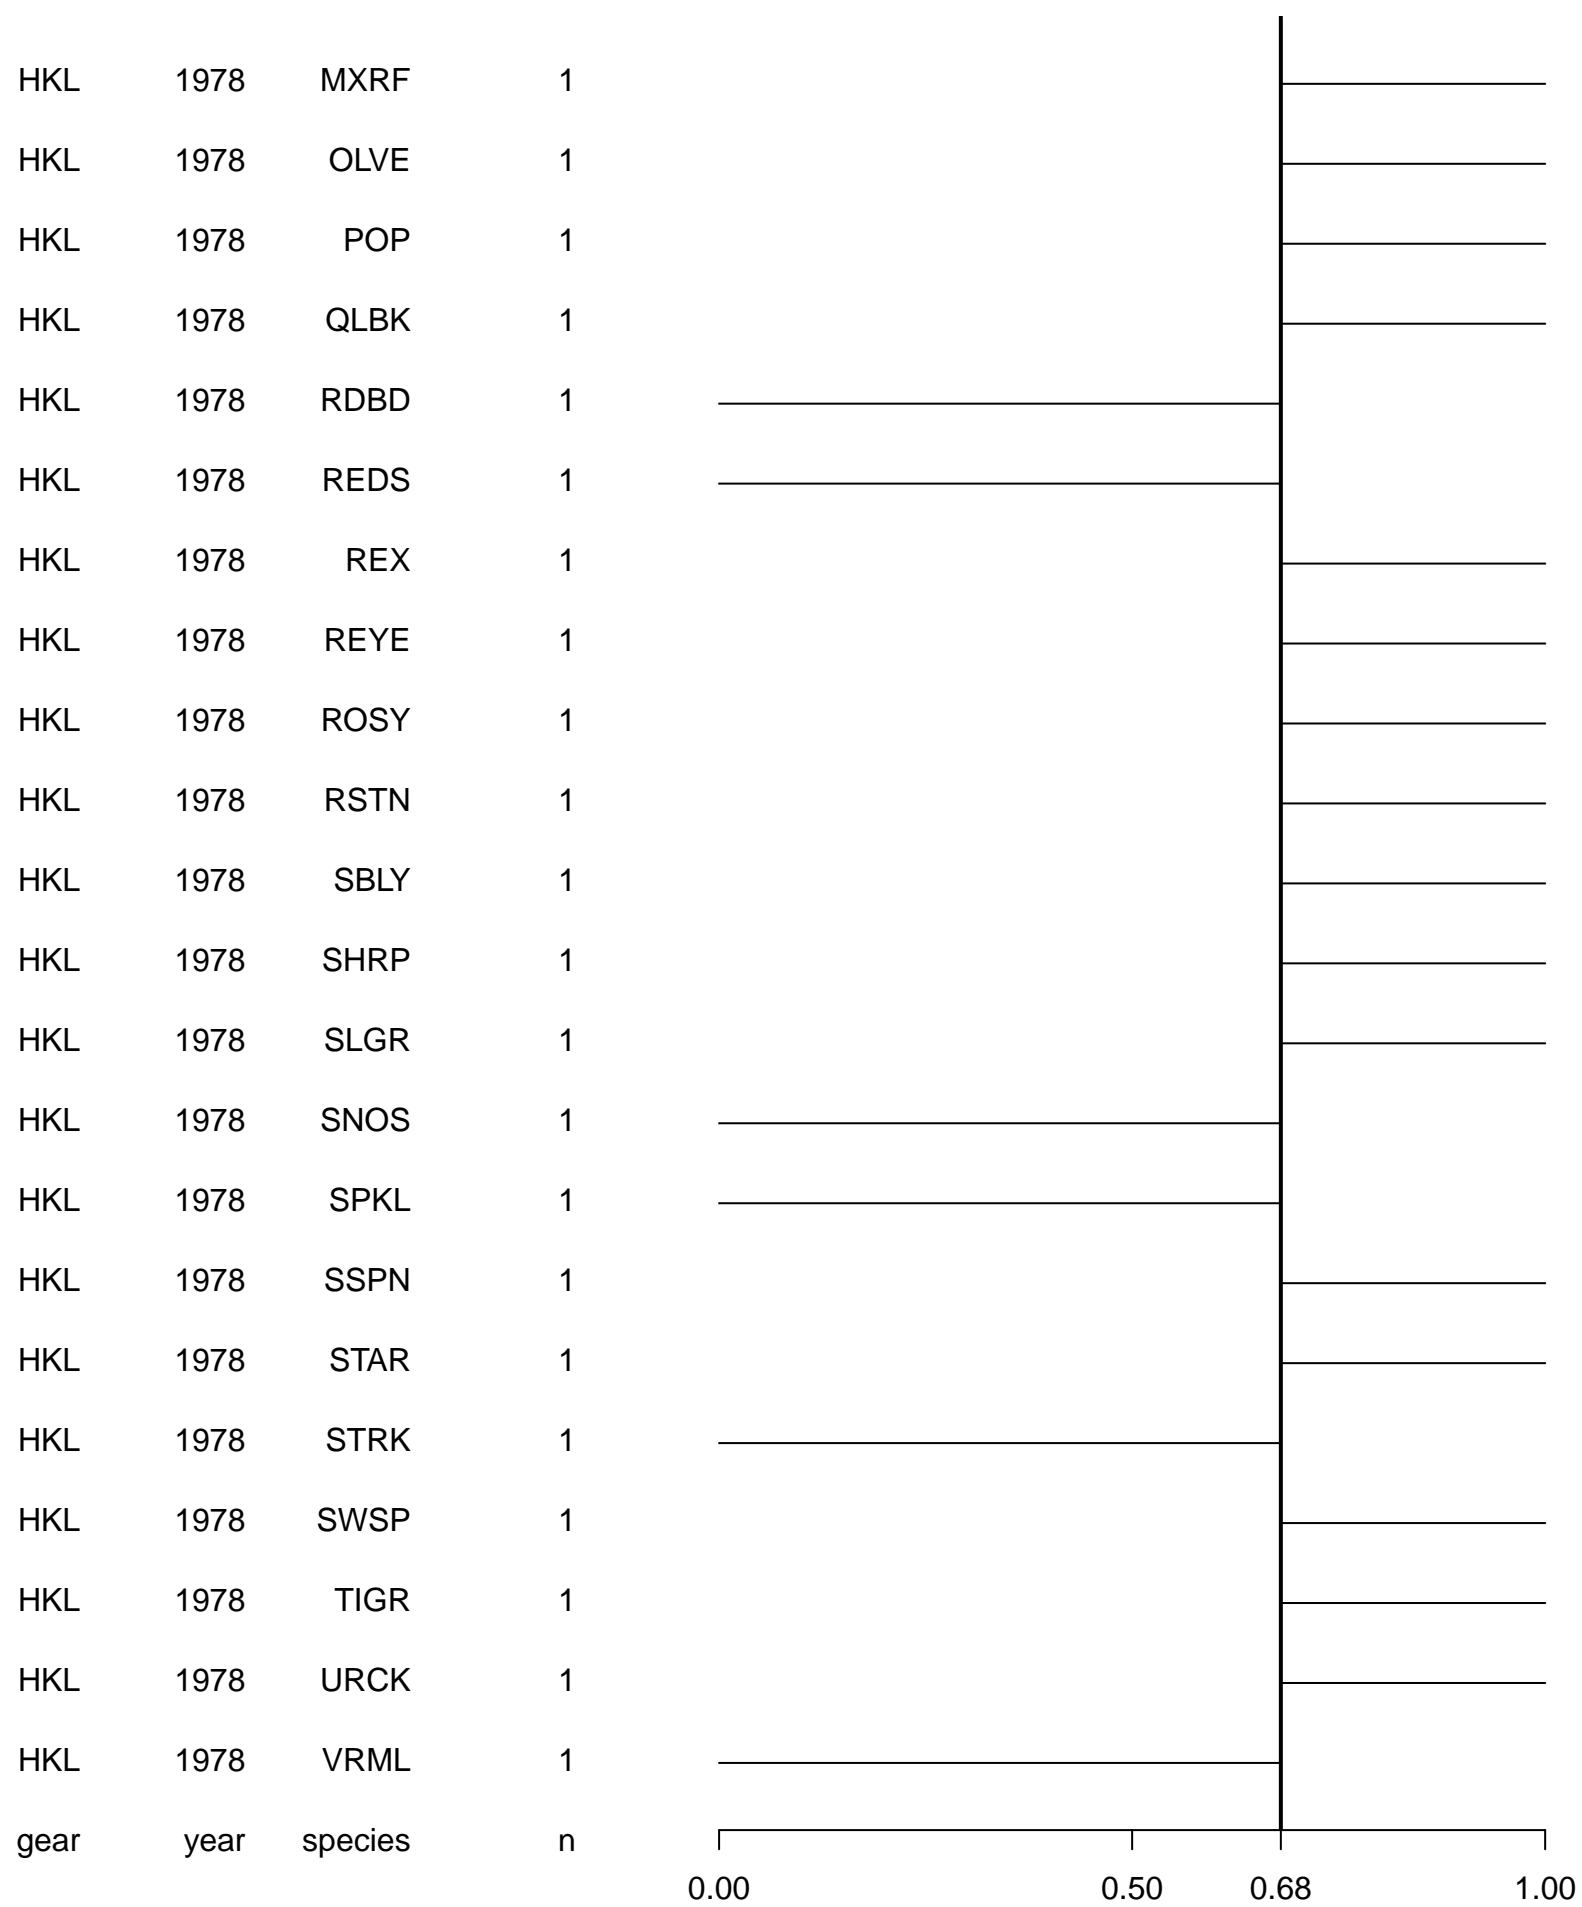 HKL 1978 MXRF 1
HKL 1978 OLVE 1
HKL 1978 POP 1
HKL 1978 QLBK 1
HKL 1978 RDBD 1
HKL 1978 REDS 1
HKL 1978 REX 1
HKL 1978 REYE 1
HKL 1978 ROSY 1
HKL 1978 RSTN 1
HKL 1978 SBLY 1
HKL 1978 SHRP 1
HKL 1978 SLGR 1
HKL 1978 SNOS 1
HKL 1978 SPKL 1
HKL 1978 SSPN 1
HKL 1978 STAR 1
HKL 1978 STRK 1
HKL 1978 SWSP 1
HKL 1978 TIGR 1
HKL 1978 URCK 1
HKL 1978 VRML 1
gear year species n
0.00 0.50 0.68 1.00